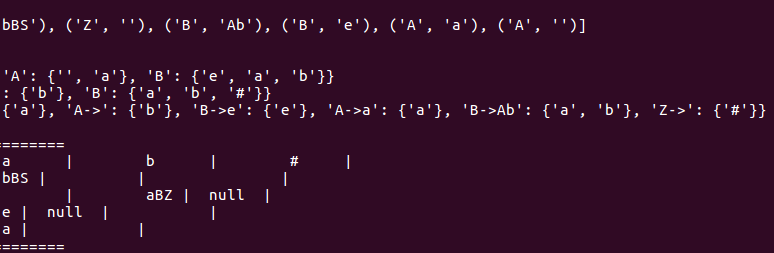 bBS'), ('Z', ''), ('B', 'Ab'), ('B', 'e'), ('A', 'a'), ('A', '')]
'A': {'', 'a'}, 'B': {'e', 'a', 'b'}}
: {'b'}, 'B': {'a', 'b', '#'}}
{'a'}, 'A->': {'b'}, 'B->e': {'e'}, 'A->a': {'a'}, 'B->Ab': {'a', 'b'}, 'Z->': {'#'}}
========
a | b | # |
bBS | | |
| aBZ | null |
e | null | |
a | |
========